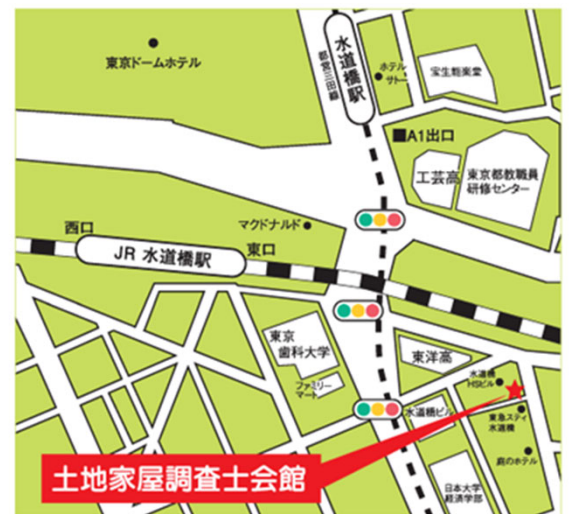 東京ドームホテル
水道橋駅
都営三田線
ホテル
サトー
宝生能楽堂
■A1出口
工芸高
東京都教職員
研修センター
西口
マクドナルド
JR 水道橋駅
東口
東京
歯科大学
ファミリー
マート
東洋高
水道橋
HSビル
水道橋ビル
東急スティ
水道橋
庭のホテル
土地家屋調査士会館
日本大学
経済学部